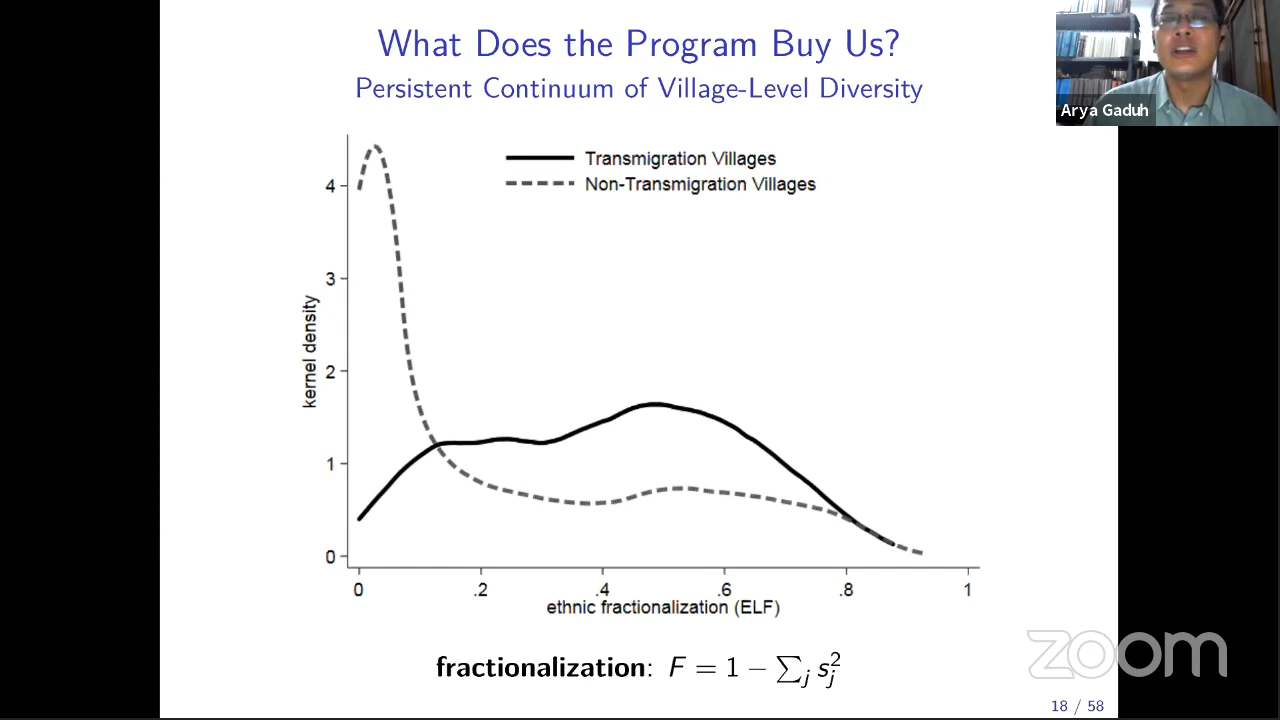 What Does the Program Buy Us?
Persistent Continuum of Village-Level Diversity
Arya Gaduh
Transmigration Villages
Non-Transmigration Villages
4
3
2
1
0
kernel density
0 .2 .4 .6 .8 1
ethnic fractionalization (ELF)
fractionalization: F = 1 − ∑j sj²
zoom
18 / 58